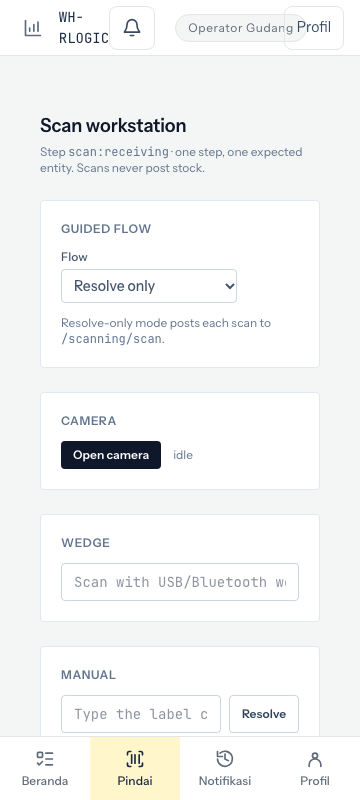 WH-
RLOGIC
Operator Gudang
Profil
Scan workstation
Step scan:receiving · one step, one expected
entity. Scans never post stock.
GUIDED FLOW
Flow
Resolve only
Resolve-only mode posts each scan to
/scanning/scan.
CAMERA
Open camera
idle
WEDGE
Scan with USB/Bluetooth we
MANUAL
Type the label c
Resolve
Beranda
Pindai
Notifikasi
Profil